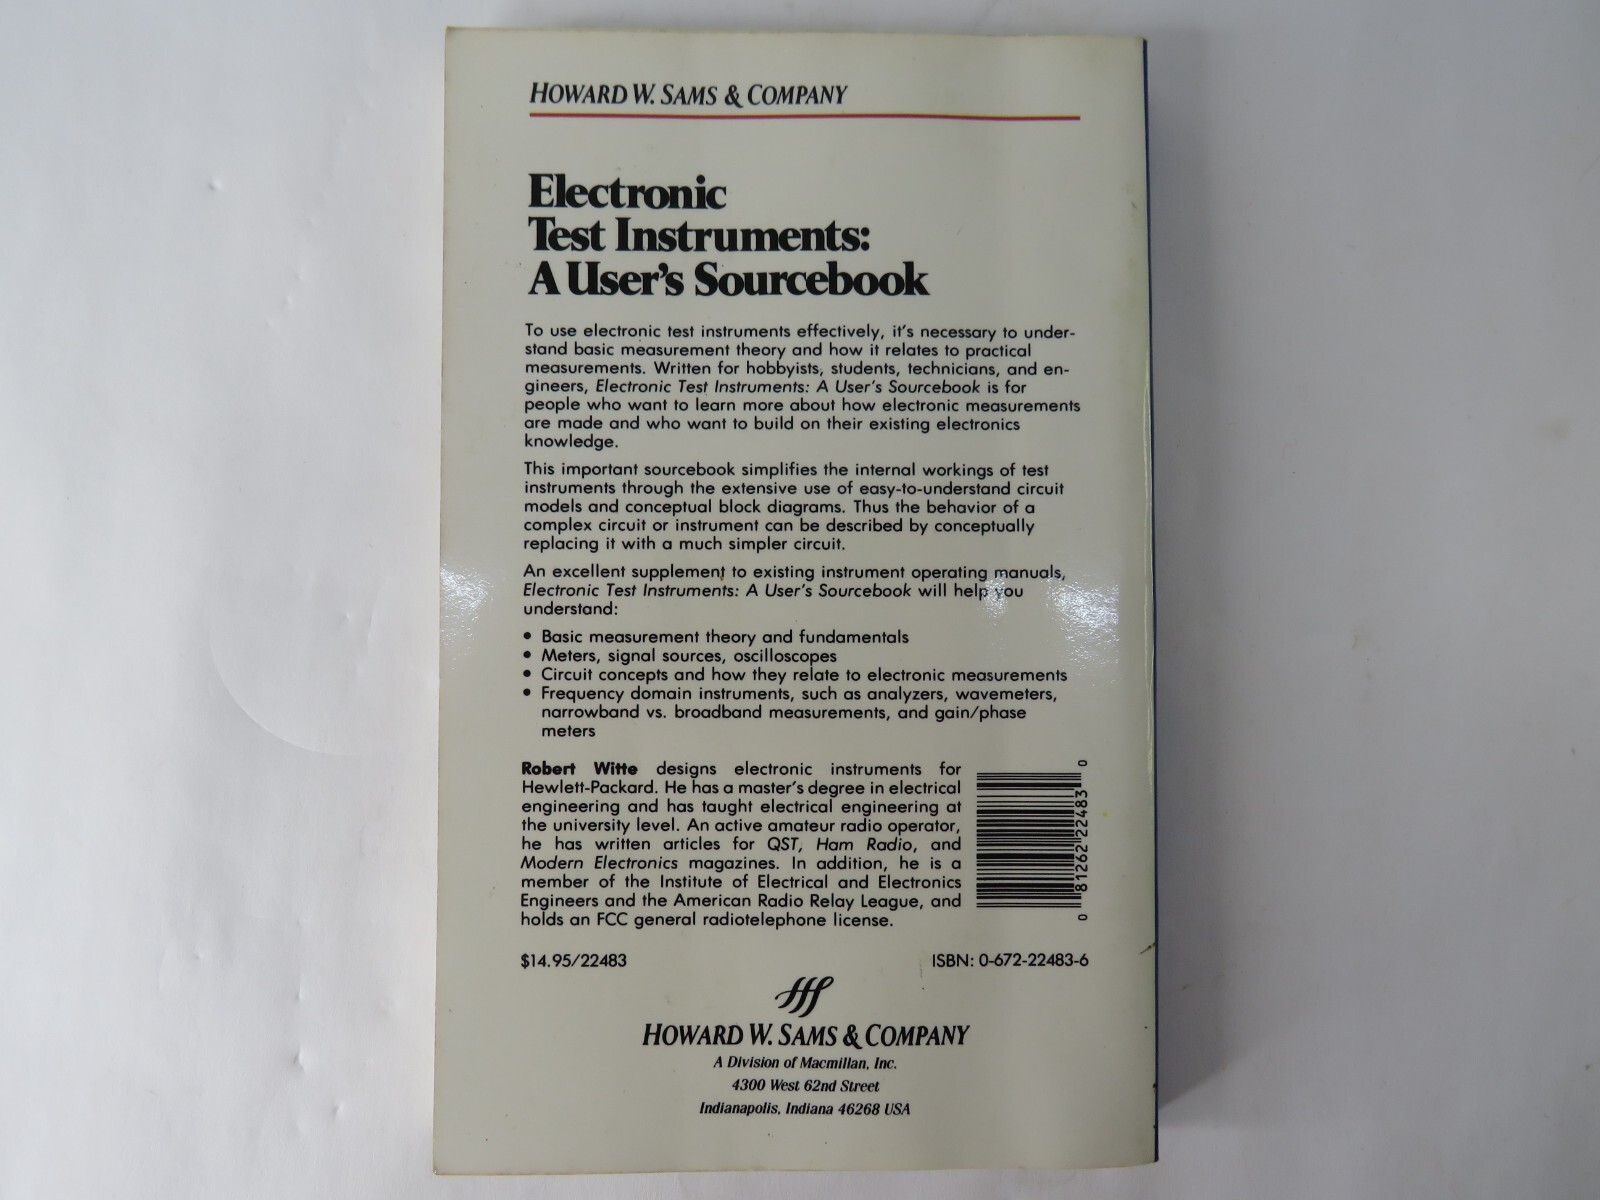 HOWARD W. SAMS & COMPANY
Electronic
Test Instruments:
A User's Sourcebook
To use electronic test instruments effectively, it's necessary to under-
stand basic measurement theory and how it relates to practical
measurements. Written for hobbyists, students, technicians, and en-
gineers, Electronic Test Instruments: A User's Sourcebook is for
people who want to learn more about how electronic measurements
are made and who want to build on their existing electronics
knowledge.
This important sourcebook simplifies the internal workings of test
instruments through the extensive use of easy-to-understand circuit
models and conceptual block diagrams. Thus the behavior of a
complex circuit or instrument can be described by conceptually
replacing it with a much simpler circuit.
An excellent supplement to existing instrument operating manuals,
Electronic Test Instruments: A User's Sourcebook will help you
understand:
• Basic measurement theory and fundamentals
• Meters, signal sources, oscilloscopes
• Circuit concepts and how they relate to electronic measurements
• Frequency domain instruments, such as analyzers, wavemeters,
narrowband vs. broadband measurements, and gain/phase
meters
Robert Witte designs electronic instruments for
Hewlett-Packard. He has a master's degree in electrical
engineering and has taught electrical engineering at
the university level. An active amateur radio operator,
he has written articles for QST, Ham Radio, and
Modern Electronics magazines. In addition, he is a
member of the Institute of Electrical and Electronics
Engineers and the American Radio Relay League, and
holds an FCC general radiotelephone license.
0 81262 22483 0
$14.95/22483
ISBN: 0-672-22483-6
HOWARD W. SAMS & COMPANY
A Division of Macmillan, Inc.
4300 West 62nd Street
Indianapolis, Indiana 46268 USA